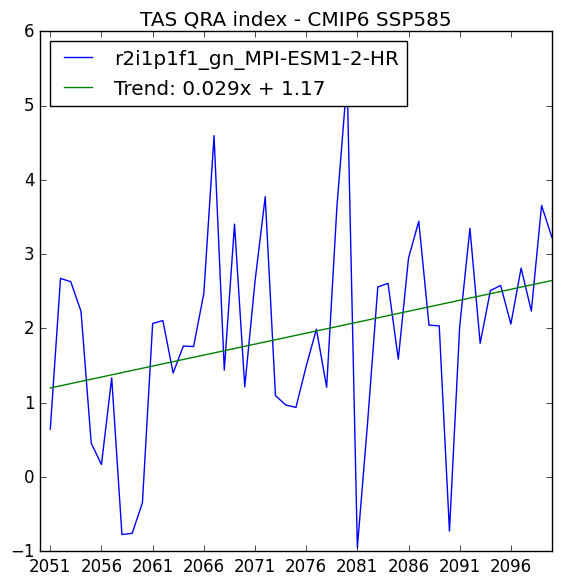 TAS QRA index - CMIP6 SSP585
r2i1p1f1_gn_MPI-ESM1-2-HR
Trend: 0.029x + 1.17
6
5
4
3
2
1
0
−1
2051 2056 2061 2066 2071 2076 2081 2086 2091 2096